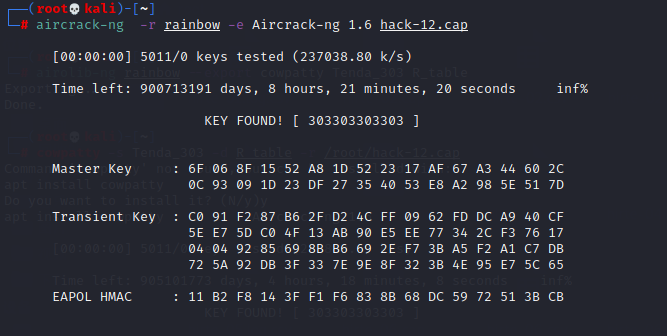 (root💀kali)-[~]
# aircrack-ng -r rainbow -e Aircrack-ng 1.6 hack-12.cap
[00:00:00] 5011/0 keys tested (237038.80 k/s)
Time left: 900713191 days, 8 hours, 21 minutes, 20 seconds inf%
KEY FOUND! [ 303303303303 ]
Master Key : 6F 06 8F 15 52 A8 1D 52 23 17 AF 67 A3 44 60 2C
0C 93 09 1D 23 DF 27 35 40 53 E8 A2 98 5E 51 7D
Transient Key : C0 91 F2 87 B6 2F D2 4C FF 09 62 FD DC A9 40 CF
5E E7 5D C0 4F 13 AB 90 E5 EE 77 34 2C F3 76 17
04 04 92 85 69 8B B6 69 2E F7 3B A5 F2 A1 C7 DB
72 5A 92 DB 3F 33 7E 9E 8F 32 3B 4E 95 E7 5C 65
EAPOL HMAC : 11 B2 F8 14 3F F1 F6 83 8B 68 DC 59 72 51 3B CB